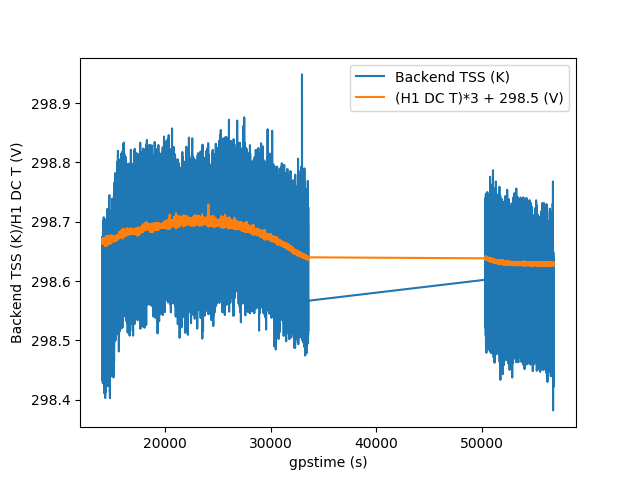 Backend TSS (K)
(H1 DC T)*3 + 298.5 (V)
Backend TSS (K)/H1 DC T (V)
298.9
298.8
298.7
298.6
298.5
298.4
20000 30000 40000 50000
gpstime (s)